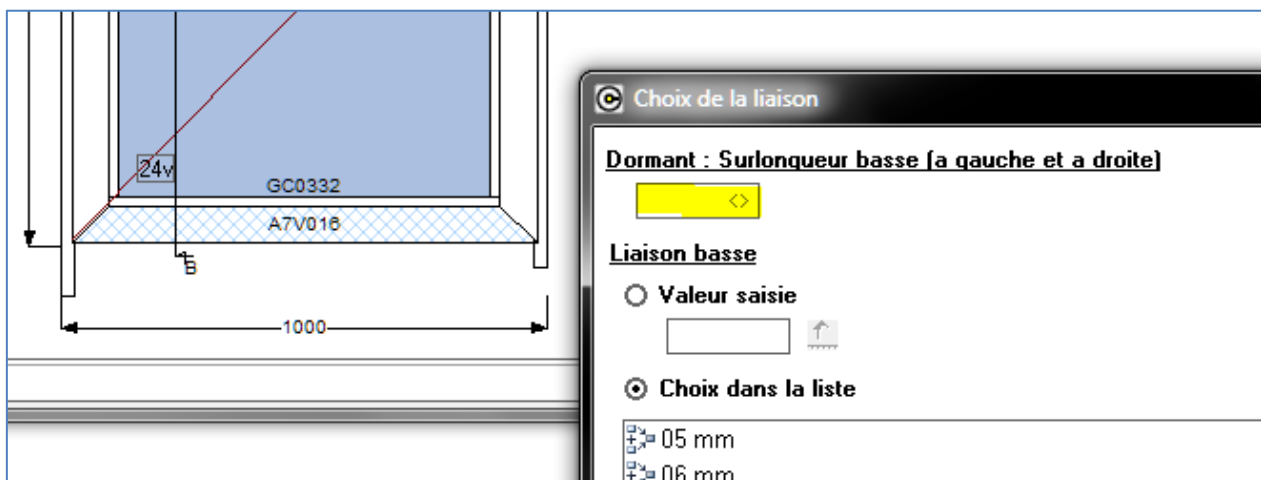 Choix de la liaison
Dormant : Surlongueur basse (a gauche et a droite)
<>
Liaison basse
Valeur saisie
Choix dans la liste
05 mm
06 mm
24v
GC0332
A7V016
B
1000